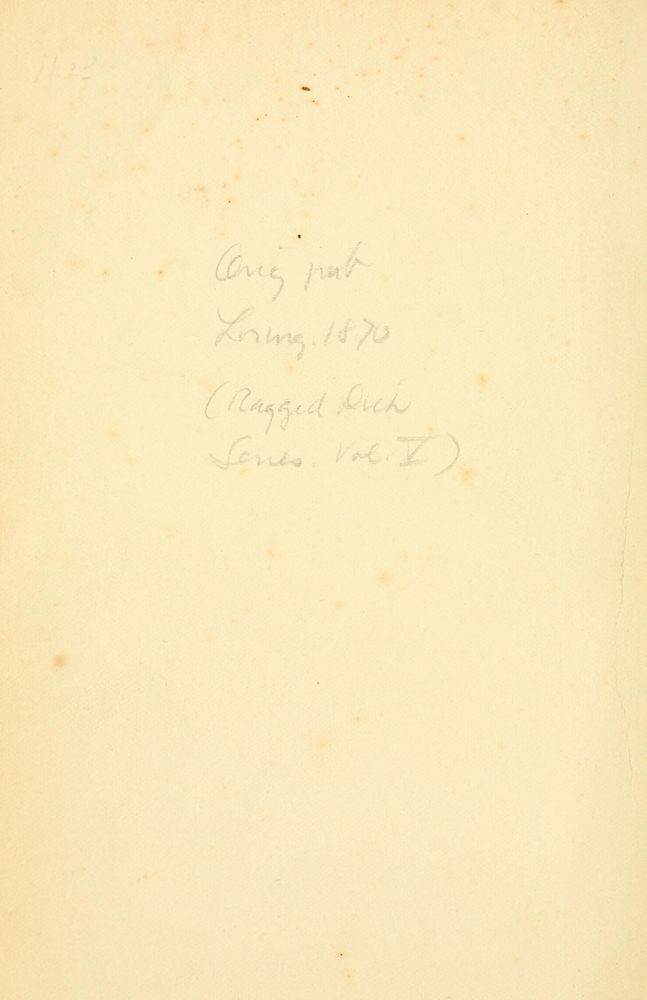 Orig pub
Loring. 1870
(Ragged Dick
Series. Vol. V)